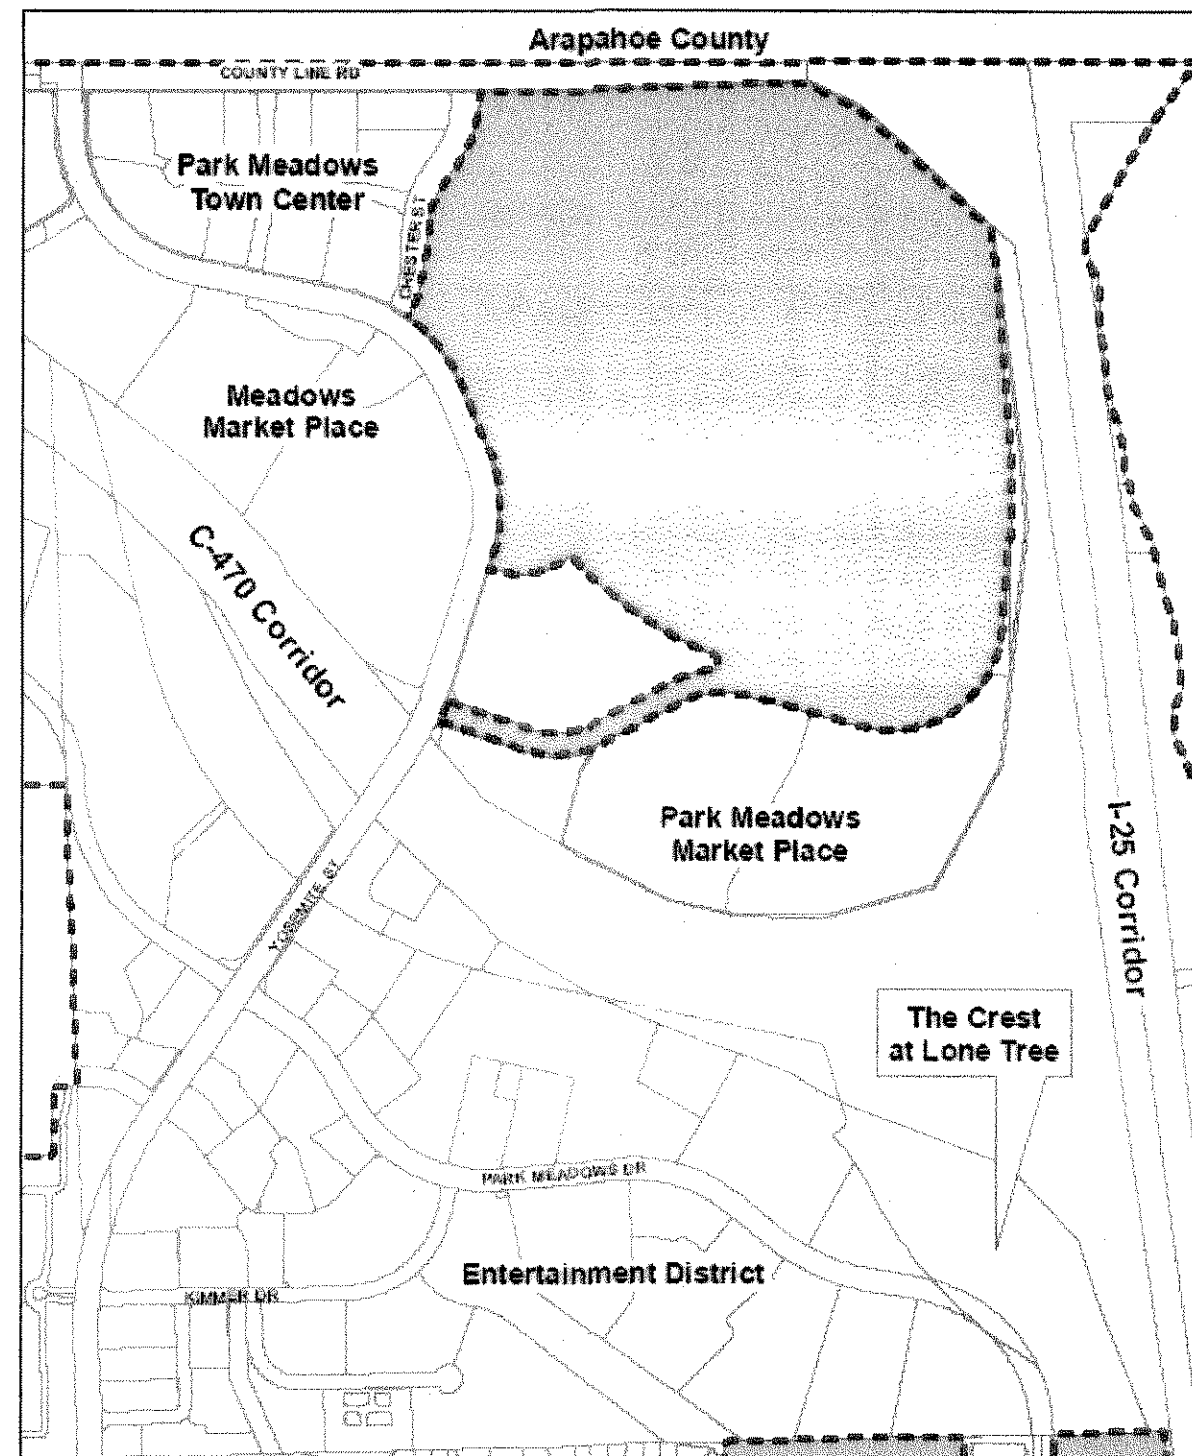 Arapahoe County
COUNTY LINE RD
Park Meadows
Town Center
CHESTER ST
Meadows
Market Place
C-470 Corridor
Park Meadows
Market Place
I-25 Corridor
YOSEMITE ST
The Crest
at Lone Tree
PARK MEADOWS DR
Entertainment District
KIMMER DR